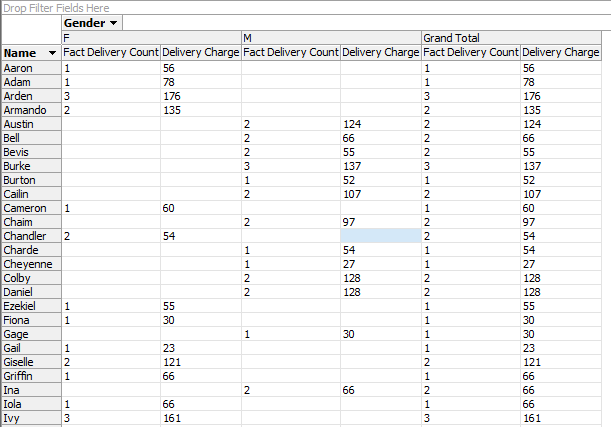 Drop Filter Fields Here
Gender
F M Grand Total
Name Fact Delivery Count Delivery Charge Fact Delivery Count Delivery Charge Fact Delivery Count Delivery Charge
Aaron 1 56 1 56
Adam 1 78 1 78
Arden 3 176 3 176
Armando 2 135 2 135
Austin 2 124 2 124
Bell 2 66 2 66
Bevis 2 55 2 55
Burke 3 137 3 137
Burton 1 52 1 52
Cailin 2 107 2 107
Cameron 1 60 1 60
Chaim 2 97 2 97
Chandler 2 54 2 54
Charde 1 54 1 54
Cheyenne 1 27 1 27
Colby 2 128 2 128
Daniel 2 128 2 128
Ezekiel 1 55 1 55
Fiona 1 30 1 30
Gage 1 30 1 30
Gail 1 23 1 23
Giselle 2 121 2 121
Griffin 1 66 1 66
Ina 2 66 2 66
Iola 1 66 1 66
Ivy 3 161 3 161